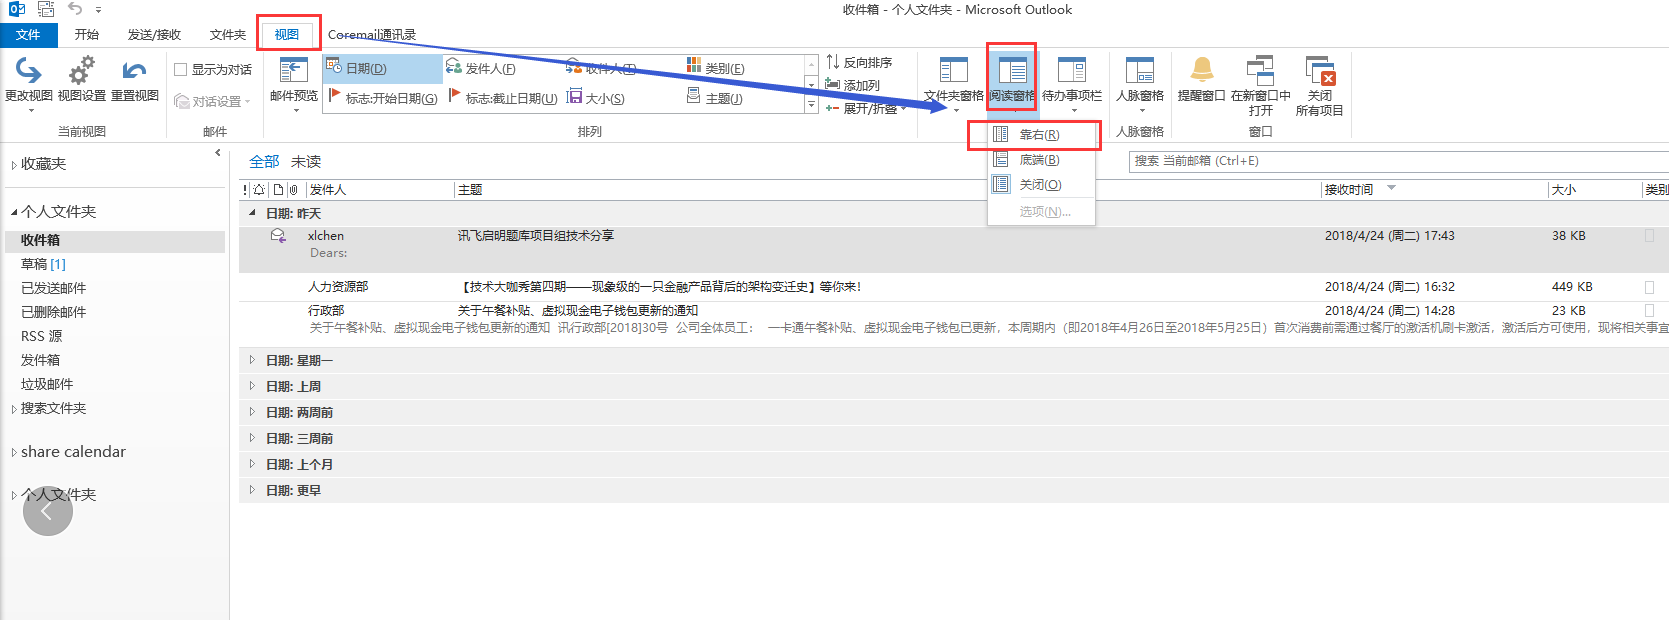 收件箱 - 个人文件夹 - Microsoft Outlook
文件 开始 发送/接收 文件夹 视图 Coremail通讯录
更改视图 视图设置 重置视图
当前视图
显示为对话
对话设置
邮件
邮件预览
日期(D) 发件人(F) 收件人(T) 类别(E)
标志:开始日期(G) 标志:截止日期(U) 大小(S) 主题(J)
反向排序
添加列
展开/折叠
排列
文件夹窗格 阅读窗格 待办事项栏
人脉窗格
人脉窗格
提醒窗口 在新窗口中打开 关闭所有项目
窗口
靠右(R)
底端(B)
关闭(O)
选项(N)...
收藏夹
个人文件夹
收件箱
草稿 [1]
已发送邮件
已删除邮件
RSS 源
发件箱
垃圾邮件
搜索文件夹
share calendar
个人文件夹
全部 未读
搜索 当前邮箱 (Ctrl+E)
! 发件人 主题 接收时间 大小 类别
日期: 昨天
xlchen 讯飞启明题库项目组技术分享 2018/4/24 (周二) 17:43 38 KB
Dears:
人力资源部 【技术大咖秀第四期——现象级的一只金融产品背后的架构变迁史】等你来！ 2018/4/24 (周二) 16:32 449 KB
行政部 关于午餐补贴、虚拟现金电子钱包更新的通知 2018/4/24 (周二) 14:28 23 KB
关于午餐补贴、虚拟现金电子钱包更新的通知 讯行政部[2018]30号 公司全体员工： 一卡通午餐补贴、虚拟现金电子钱包已更新，本周期内（即2018年4月26日至2018年5月25日）首次消费前需通过餐厅的激活机刷卡激活，激活后方可使用，现将相关事宜
日期: 星期一
日期: 上周
日期: 两周前
日期: 三周前
日期: 上个月
日期: 更早